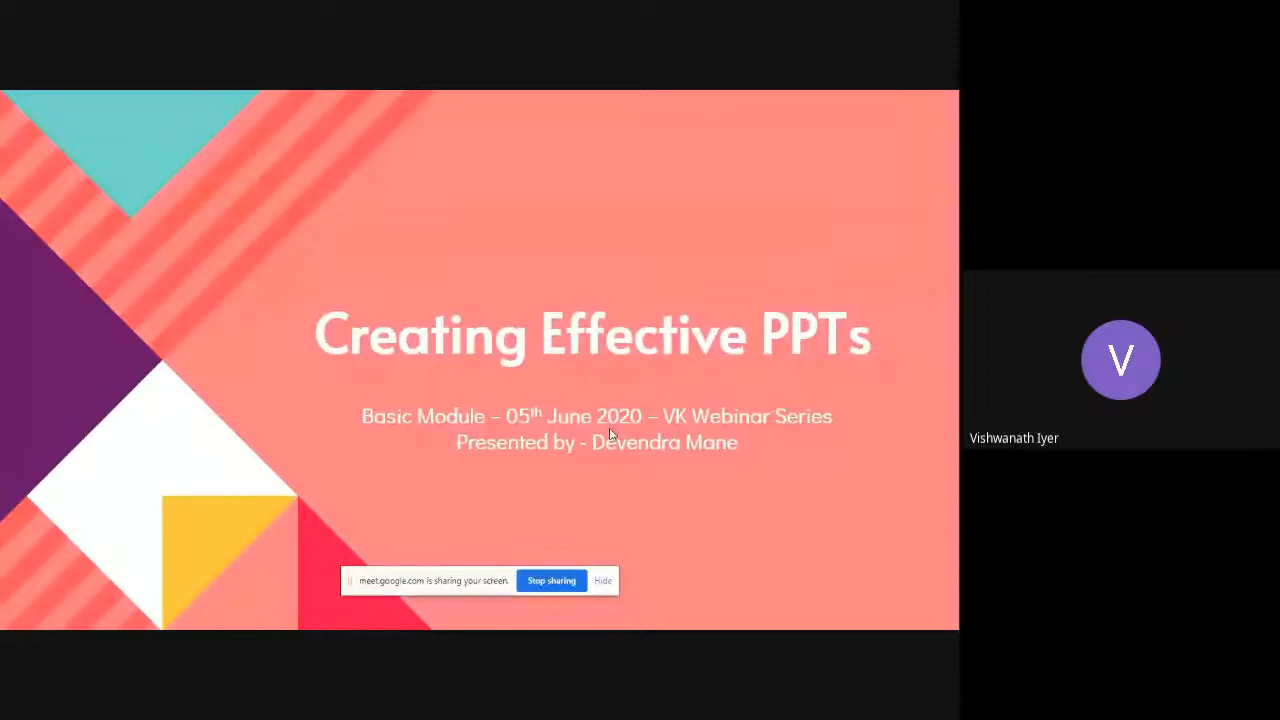 Creating Effective PPTs
Basic Module – 05th June 2020 – VK Webinar Series
Presented by - Devendra Mane
meet.google.com is sharing your screen. Stop sharing Hide
V
Vishwanath Iyer